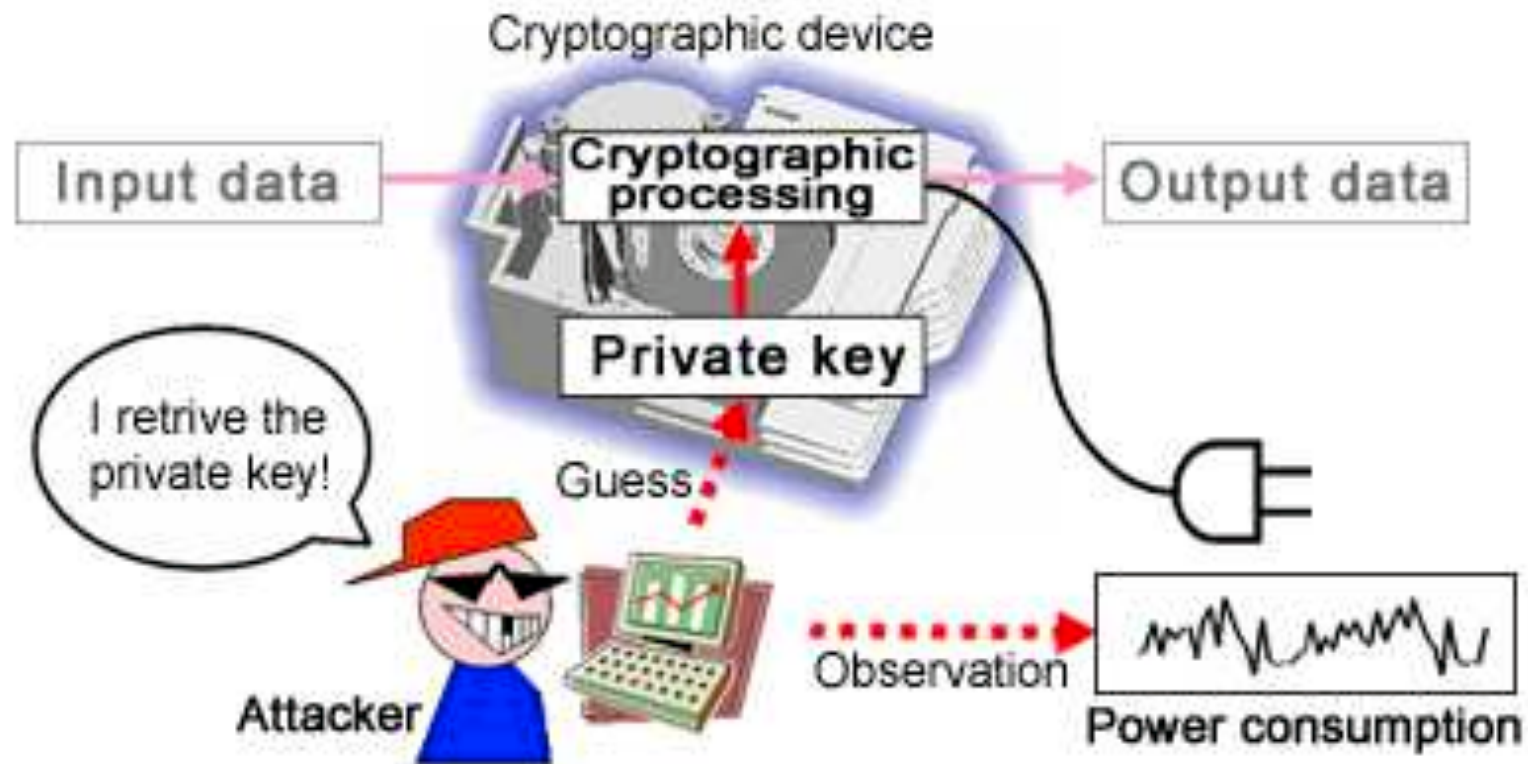 Cryptographic device
Input data
Cryptographic
processing
Output data
Private key
I retrive the
private key!
Guess
Attacker
Observation
Power consumption